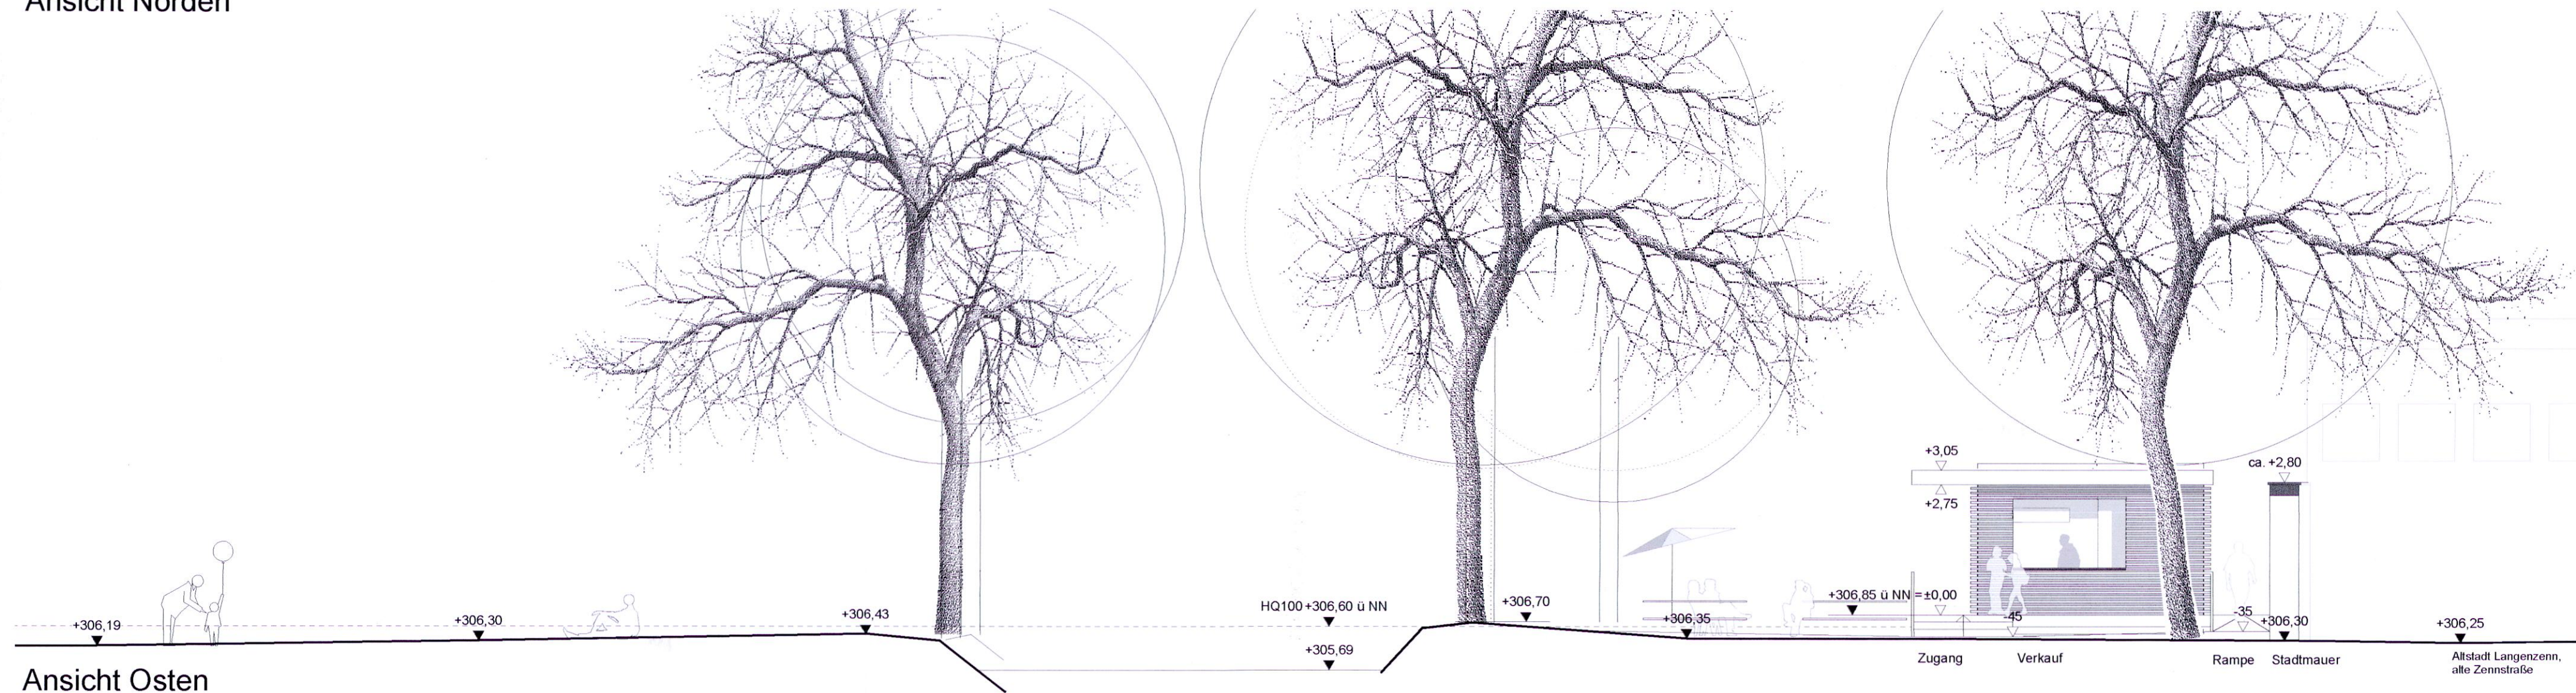 Ansicht Norden
+3,05
ca. +2,80
+2,75
HQ100 +306,60 ü NN
+306,70
+306,85 ü NN = ±0,00
+306,19
+306,30
+306,43
+306,35
-45
-35
+306,30
+306,25
+305,69
Zugang
Verkauf
Rampe
Stadtmauer
Altstadt Langenzenn,
alte Zennstraße
Ansicht Osten